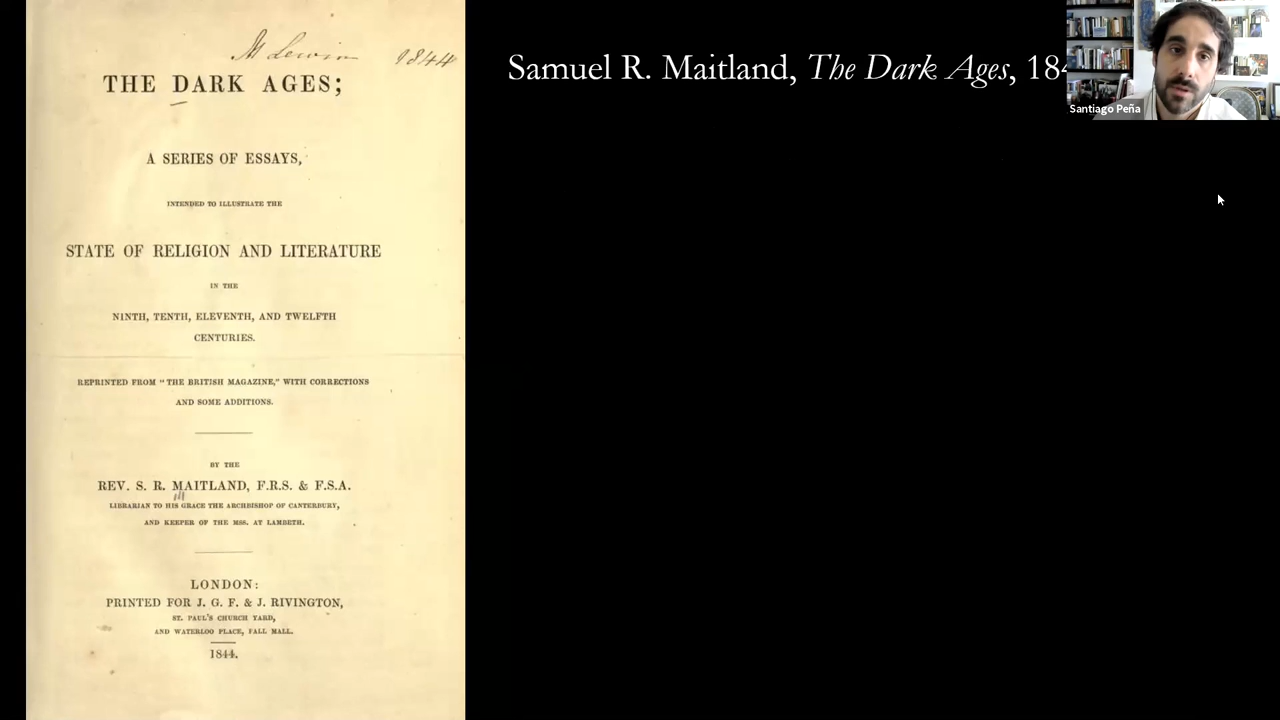 M Lewin 1844
THE DARK AGES;
A SERIES OF ESSAYS,
INTENDED TO ILLUSTRATE THE
STATE OF RELIGION AND LITERATURE
IN THE
NINTH, TENTH, ELEVENTH, AND TWELFTH
CENTURIES.
REPRINTED FROM "THE BRITISH MAGAZINE," WITH CORRECTIONS
AND SOME ADDITIONS.
BY THE
REV. S. R. MAITLAND, F.R.S. & F.S.A.
LIBRARIAN TO HIS GRACE THE ARCHBISHOP OF CANTERBURY,
AND KEEPER OF THE MSS. AT LAMBETH.
LONDON:
PRINTED FOR J. G. F. & J. RIVINGTON,
ST. PAUL'S CHURCH YARD,
AND WATERLOO PLACE, PALL MALL.
1844.
Samuel R. Maitland, The Dark Ages, 184
Santiago Peña